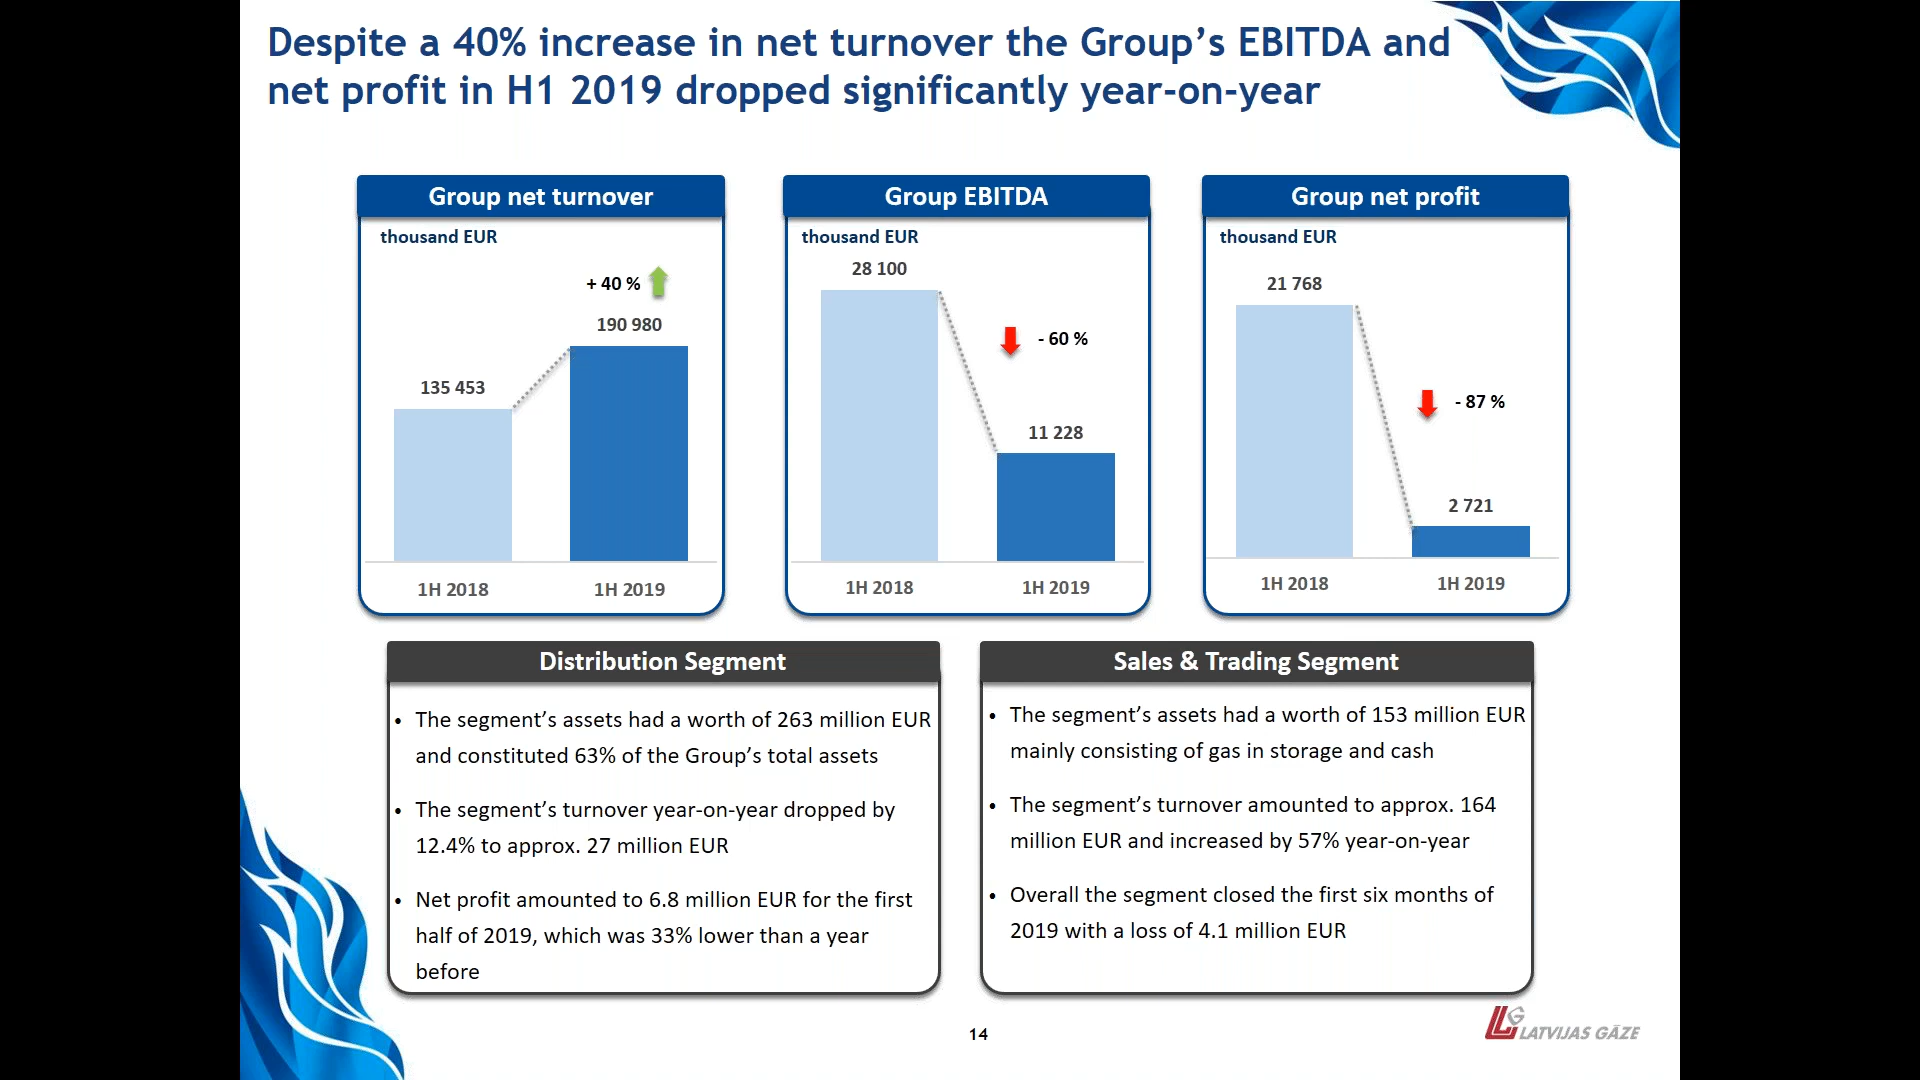 Despite a 40% increase in net turnover the Group's EBITDA and
net profit in H1 2019 dropped significantly year-on-year
Group net turnover
thousand EUR
+ 40 %
190 980
135 453
1H 2018
1H 2019
Group EBITDA
thousand EUR
28 100
- 60 %
11 228
1H 2018
1H 2019
Group net profit
thousand EUR
21 768
- 87 %
2 721
1H 2018
1H 2019
Distribution Segment
• The segment’s assets had a worth of 263 million EUR
and constituted 63% of the Group’s total assets
• The segment’s turnover year-on-year dropped by
12.4% to approx. 27 million EUR
• Net profit amounted to 6.8 million EUR for the first
half of 2019, which was 33% lower than a year
before
Sales & Trading Segment
• The segment’s assets had a worth of 153 million EUR
mainly consisting of gas in storage and cash
• The segment’s turnover amounted to approx. 164
million EUR and increased by 57% year-on-year
• Overall the segment closed the first six months of
2019 with a loss of 4.1 million EUR
14
LG LATVIJAS GĀZE